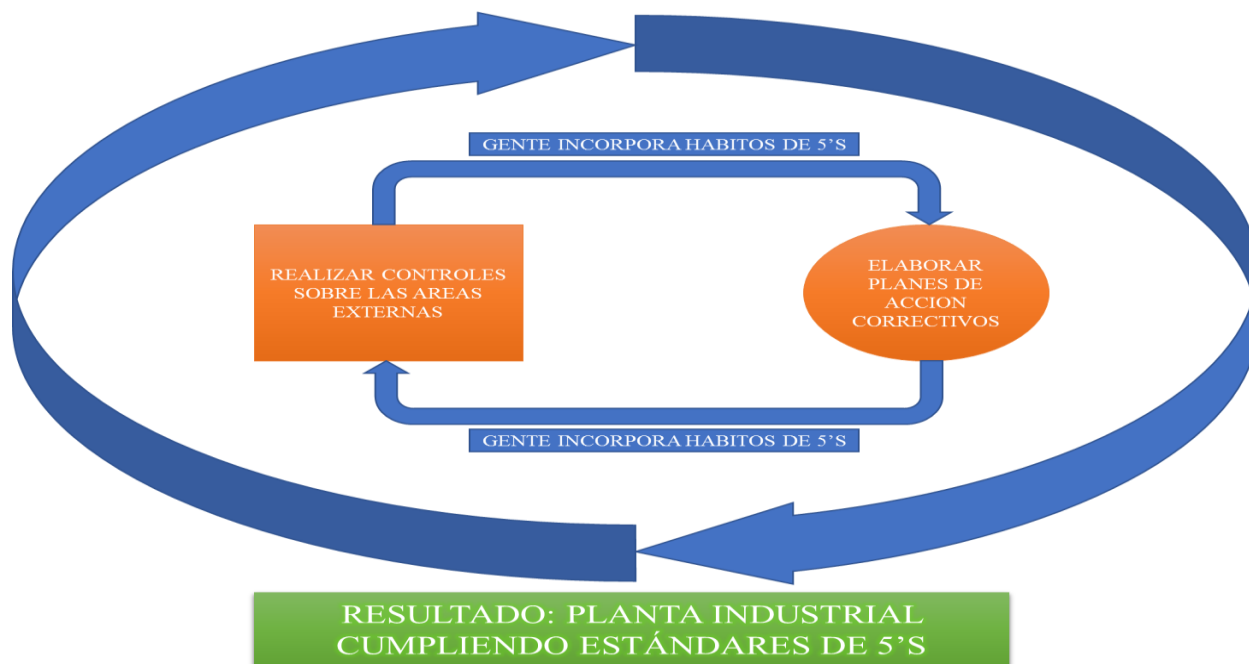 GENTE INCORPORA HABITOS DE 5’S
REALIZAR CONTROLES
SOBRE LAS AREAS
EXTERNAS
ELABORAR
PLANES DE
ACCION
CORRECTIVOS
GENTE INCORPORA HABITOS DE 5’S
RESULTADO: PLANTA INDUSTRIAL
CUMPLIENDO ESTÁNDARES DE 5’S